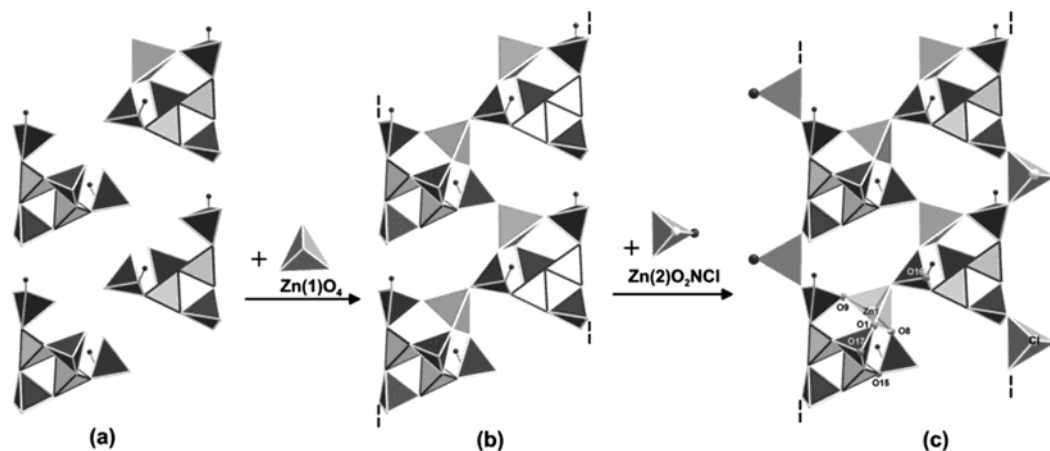 +
Zn(1)O₄
+
Zn(2)O₂NCl
O16
O9
Zn1
O1
O8
O17
O15
Cl
(a)
(b)
(c)